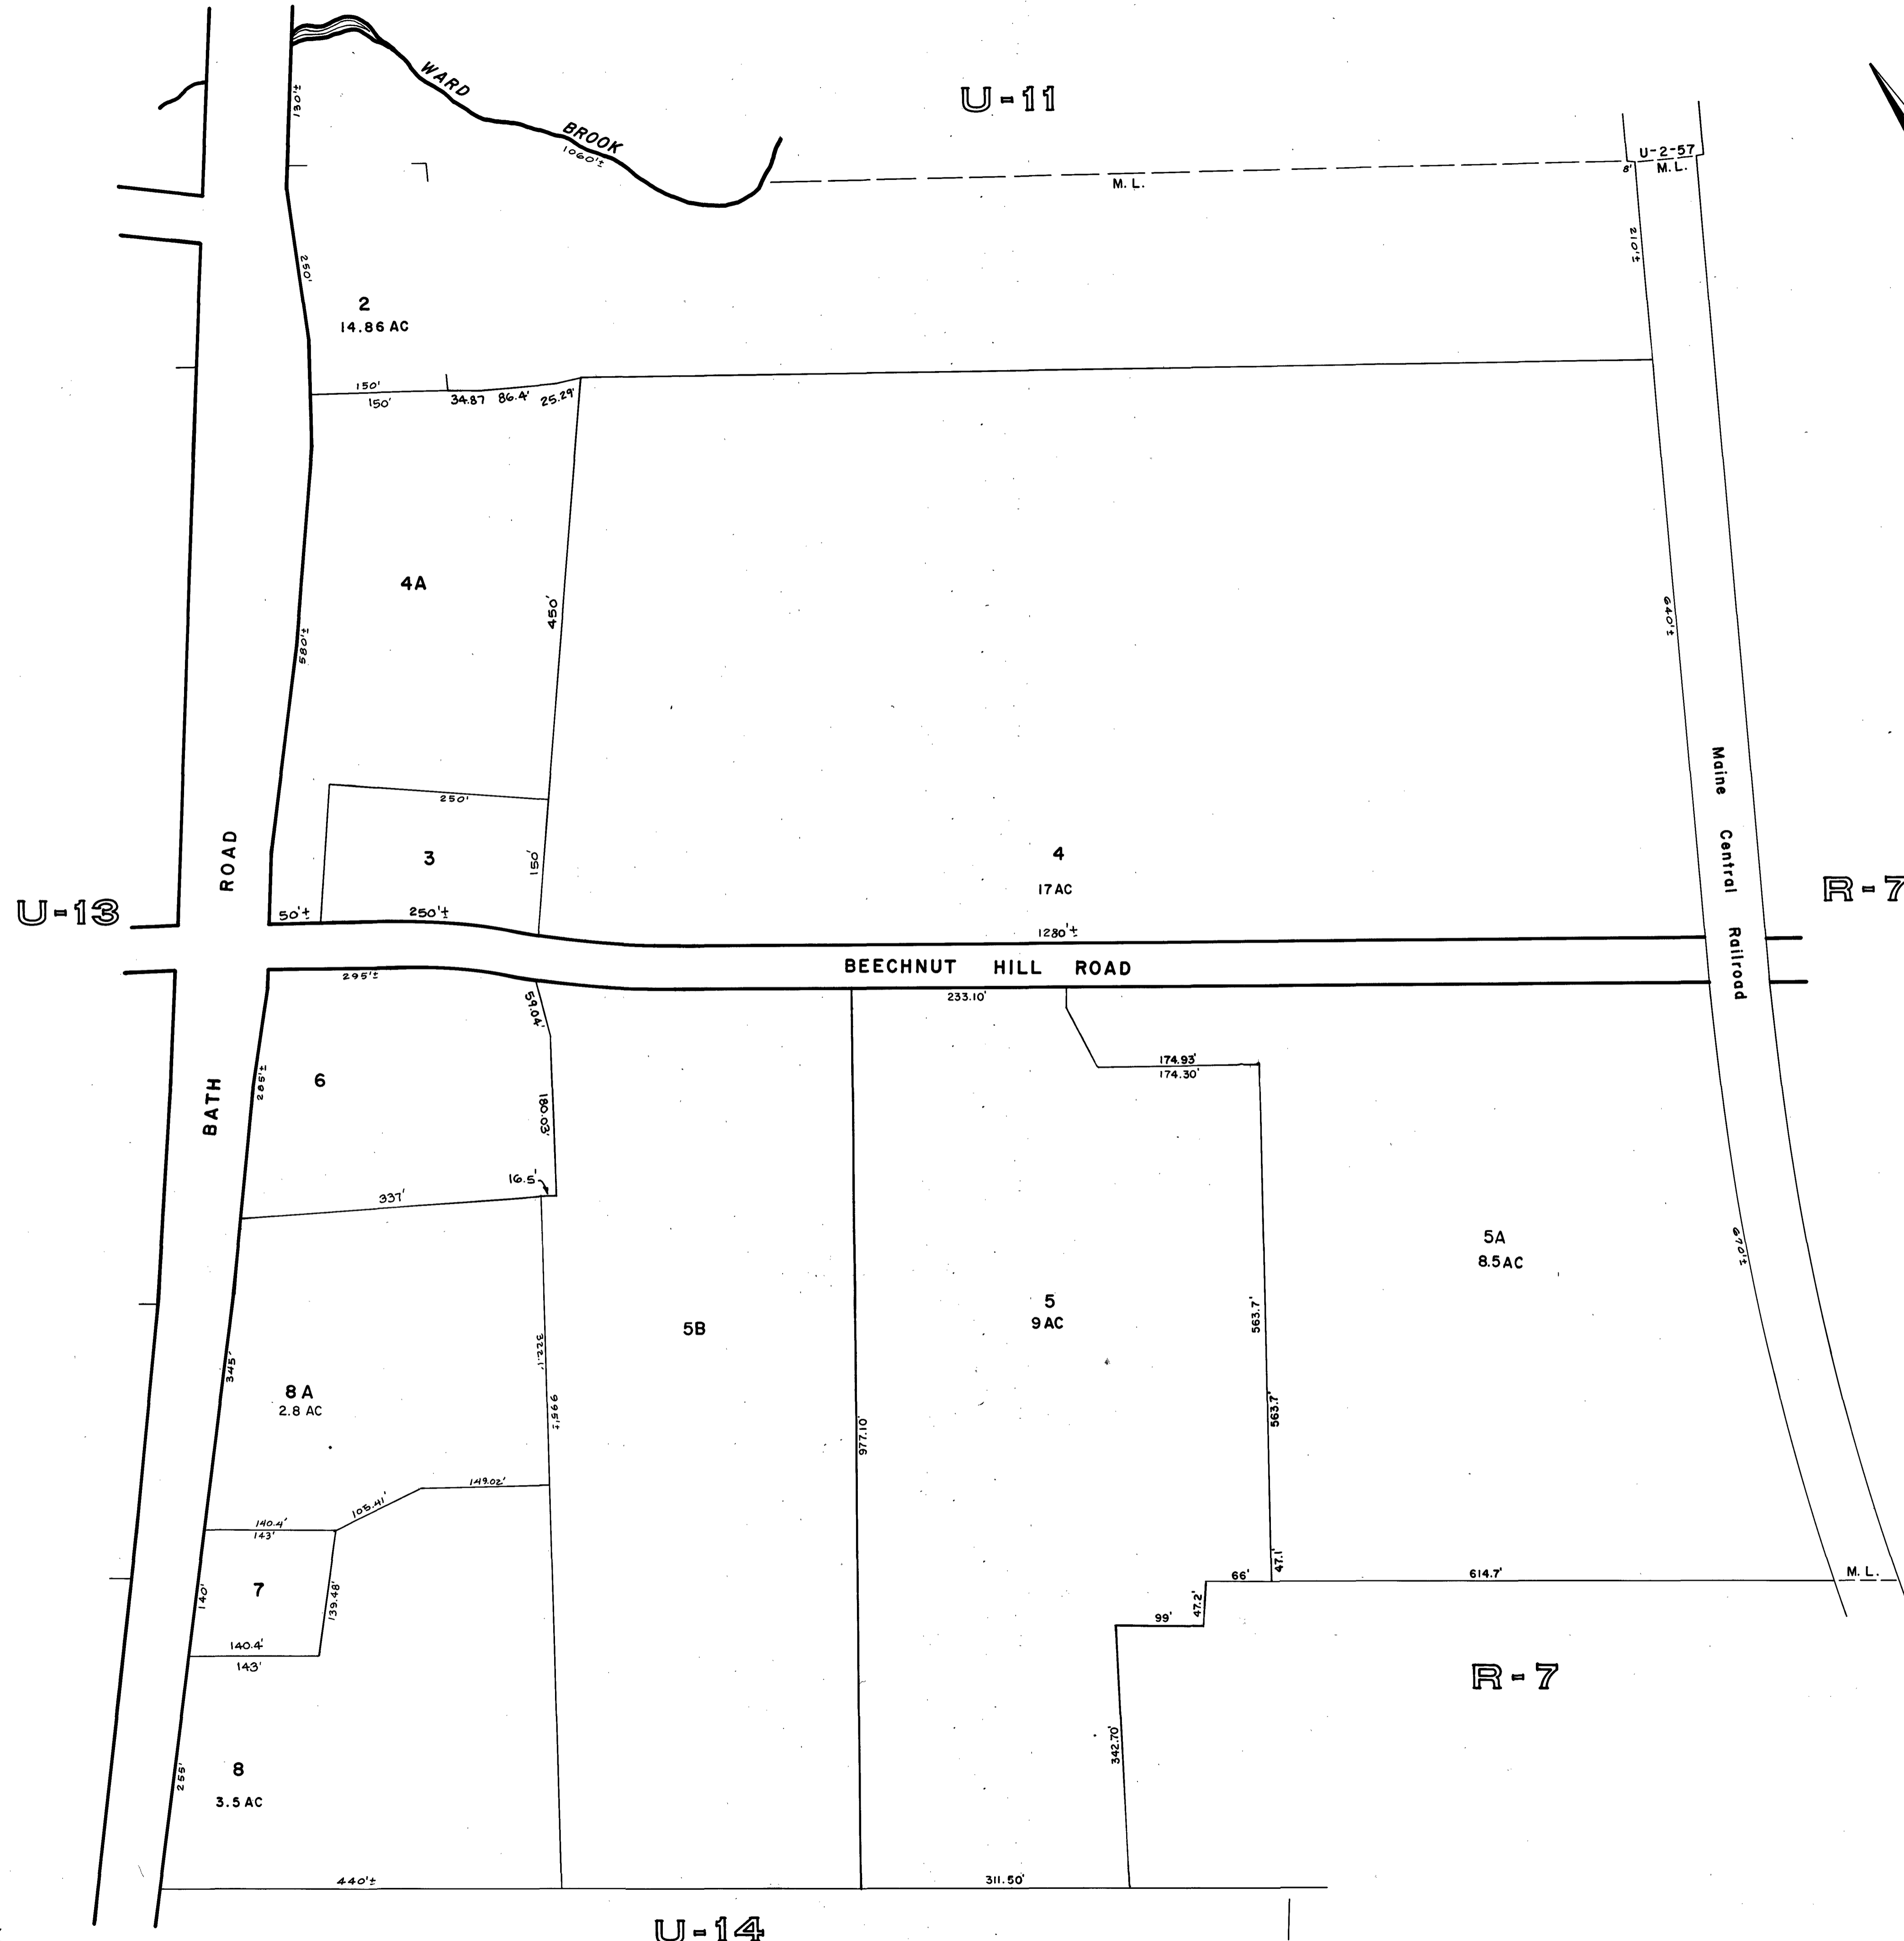 U-11
WARD
BROOK
1060'±
130'±
U-2-57
8'
M.L.
M.L.
210'±
250'
2
14.86 AC
150'
150'
34.87
86.4'
25.29'
4A
450'
580'±
640'±
250'
3
150'
4
17 AC
Maine Central Railroad
R-7
U-13
50'±
250'±
1280'±
BEECHNUT HILL ROAD
BATH ROAD
295'±
59.04'
233.10'
174.93'
174.30'
285'±
6
180.03'
16.5'
337'
5A
8.5 AC
670'±
5
9 AC
5B
563.7'
563.7'
322.1'
345'
8A
2.8 AC
995'±
977.10'
149.02'
105.41'
140.4'
143'
7
140'
139.48'
140.4'
143'
47.1'
66'
614.7'
M.L.
47.2'
99'
R-7
342.70'
8
3.5 AC
255'
440'±
311.50'
U-14